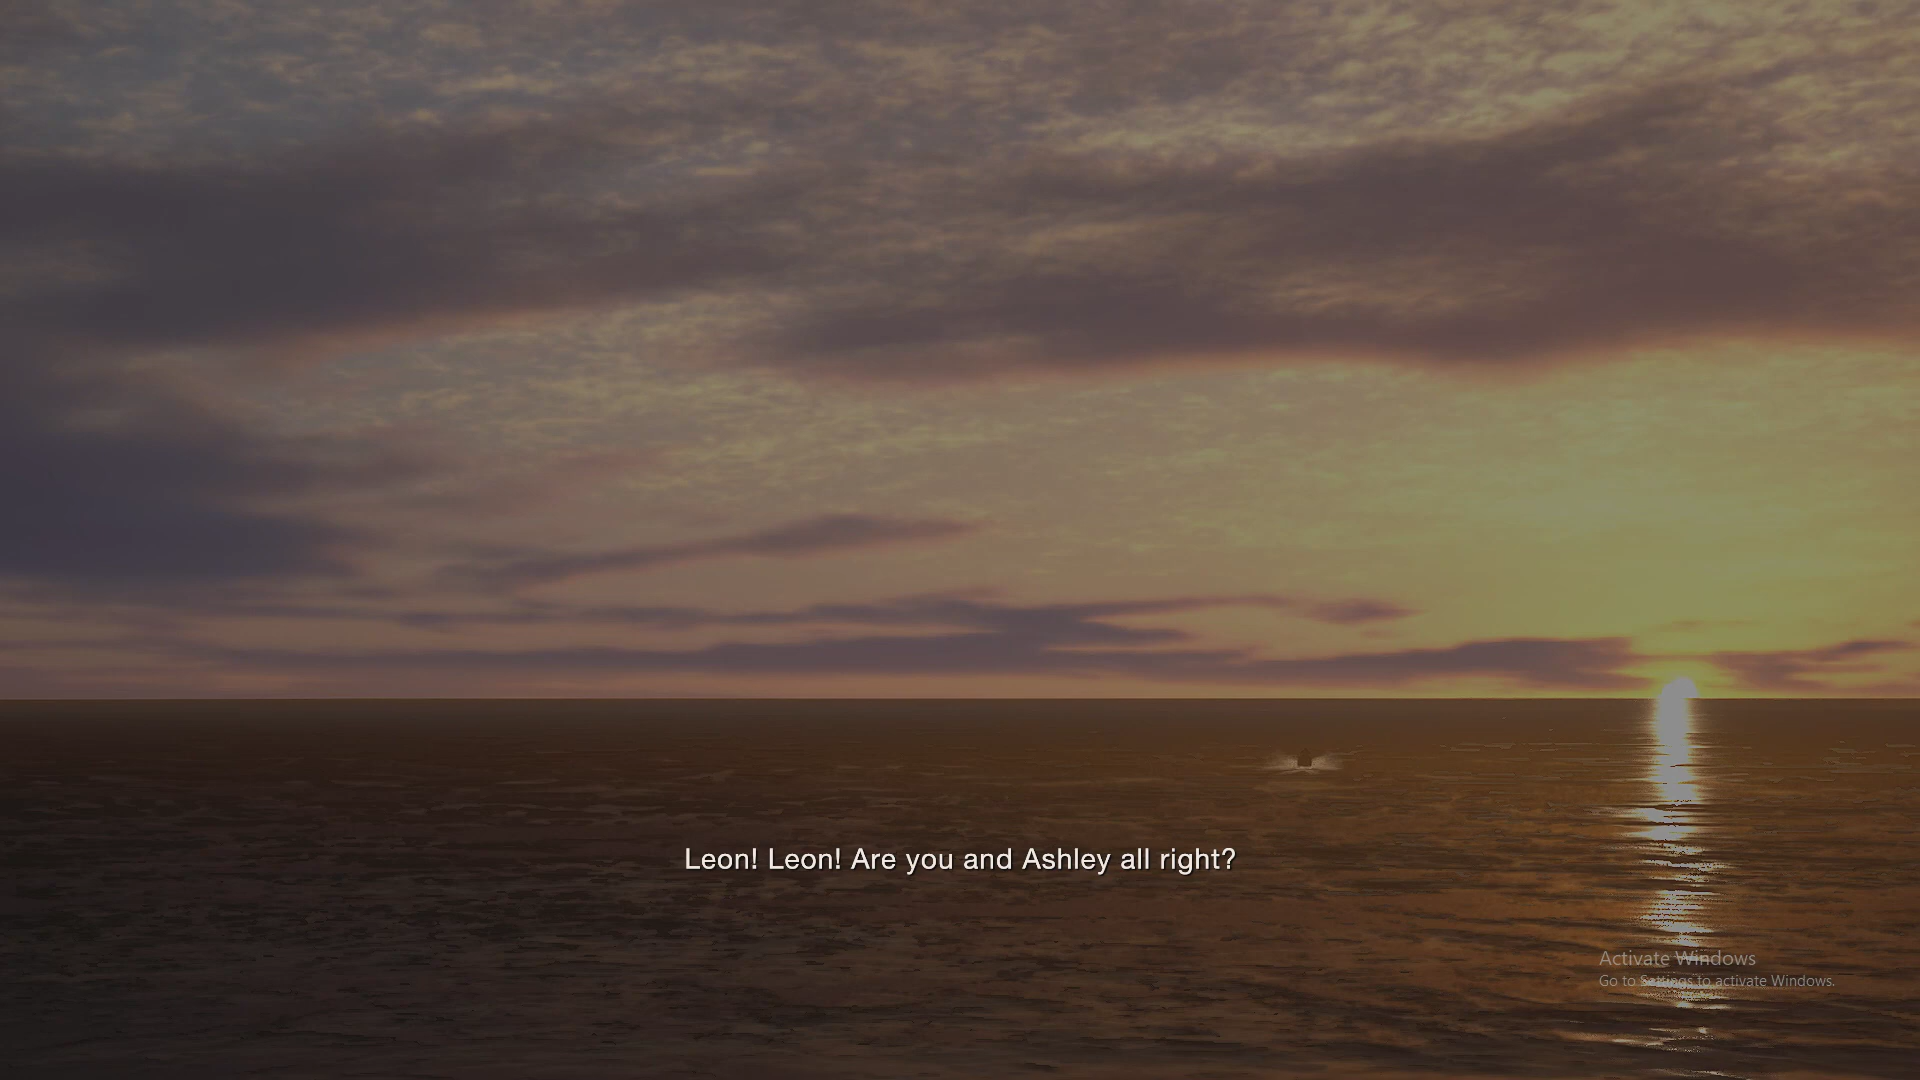 Leon! Leon! Are you and Ashley all right?
Activate Windows
Go to Settings to activate Windows.